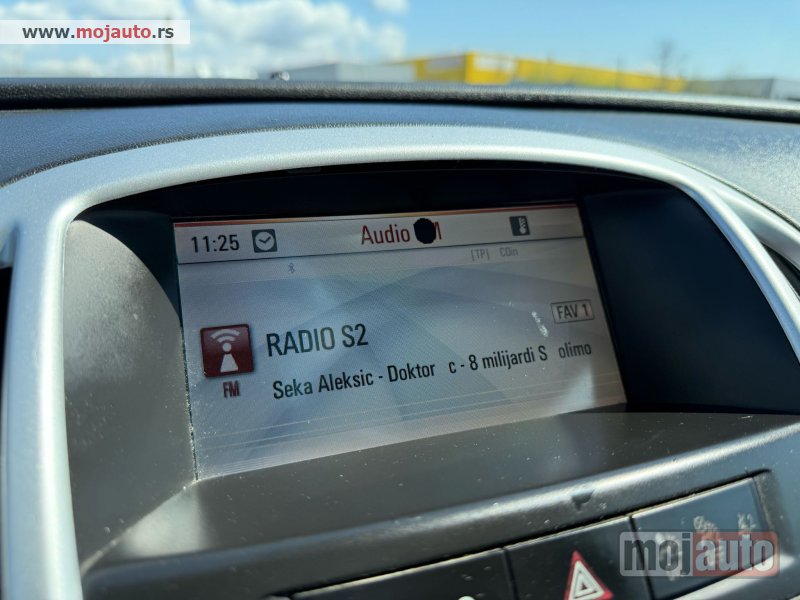 www.mojauto.rs
11:25
Audio
[TP] CDin
FAV 1
RADIO S2
FM
Seka Aleksic - Doktor c - 8 milijardi S olimo
mojauto